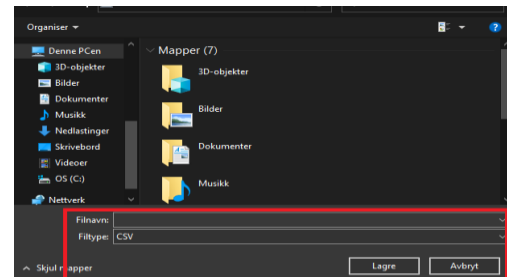 Organiser
Denne PCen
3D-objekter
Bilder
Dokumenter
Musikk
Nedlastinger
Skrivebord
Videoer
OS (C:)
Nettverk
Mapper (7)
3D-objekter
Bilder
Dokumenter
Musikk
Filnavn:
Filtype: CSV
Skjul mapper
Lagre
Avbryt